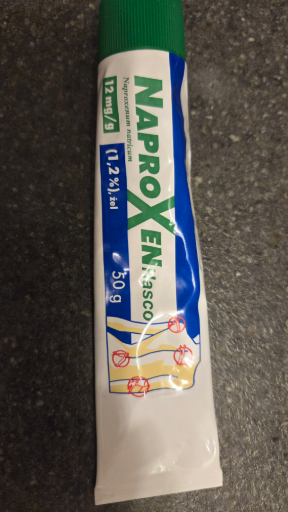 NAPROXEN Hasco
Naproxenum natricum
12 mg/g
(1,2%), żel
50 g